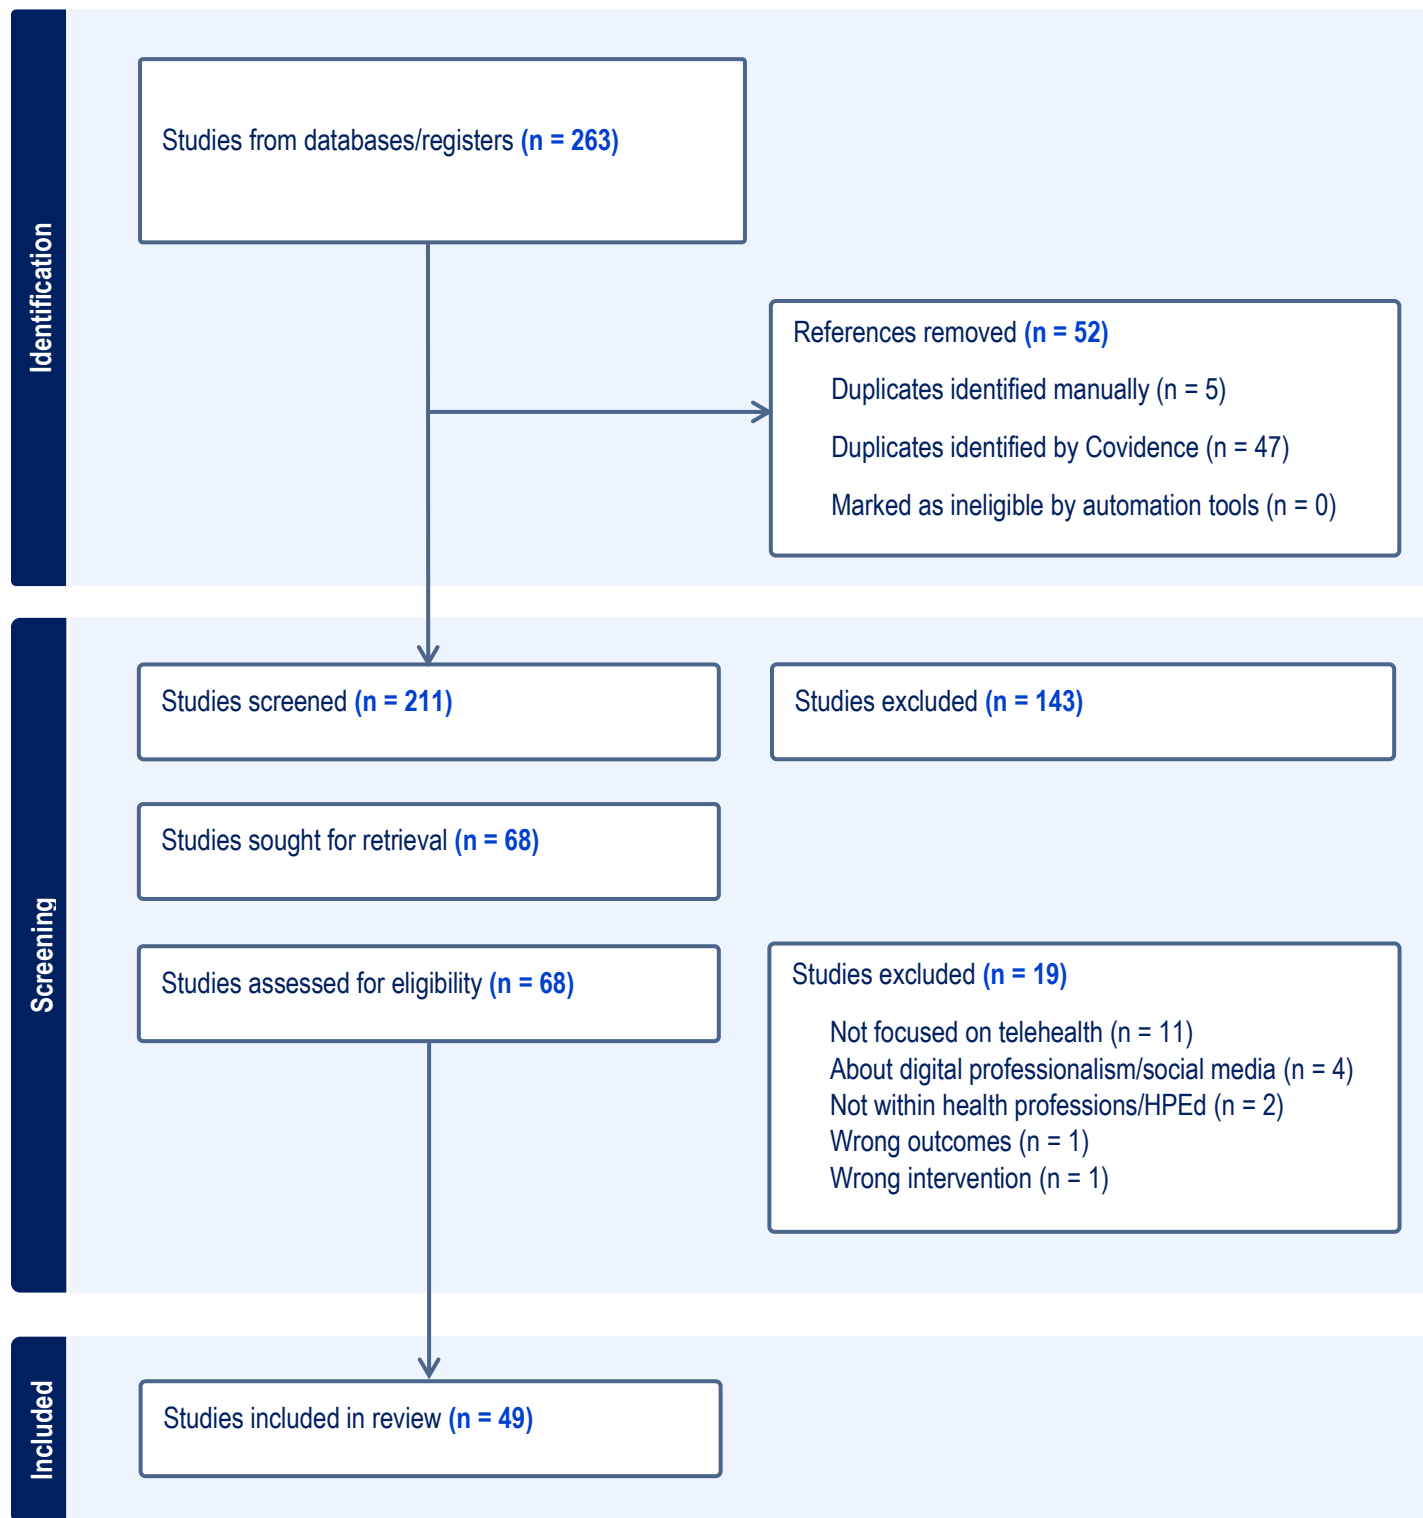 Identification
Studies from databases/registers (n = 263)
References removed (n = 52)
Duplicates identified manually (n = 5)
Duplicates identified by Covidence (n = 47)
Marked as ineligible by automation tools (n = 0)
Screening
Studies screened (n = 211)
Studies excluded (n = 143)
Studies sought for retrieval (n = 68)
Studies assessed for eligibility (n = 68)
Studies excluded (n = 19)
Not focused on telehealth (n = 11)
About digital professionalism/social media (n = 4)
Not within health professions/HPEd (n = 2)
Wrong outcomes (n = 1)
Wrong intervention (n = 1)
Included
Studies included in review (n = 49)